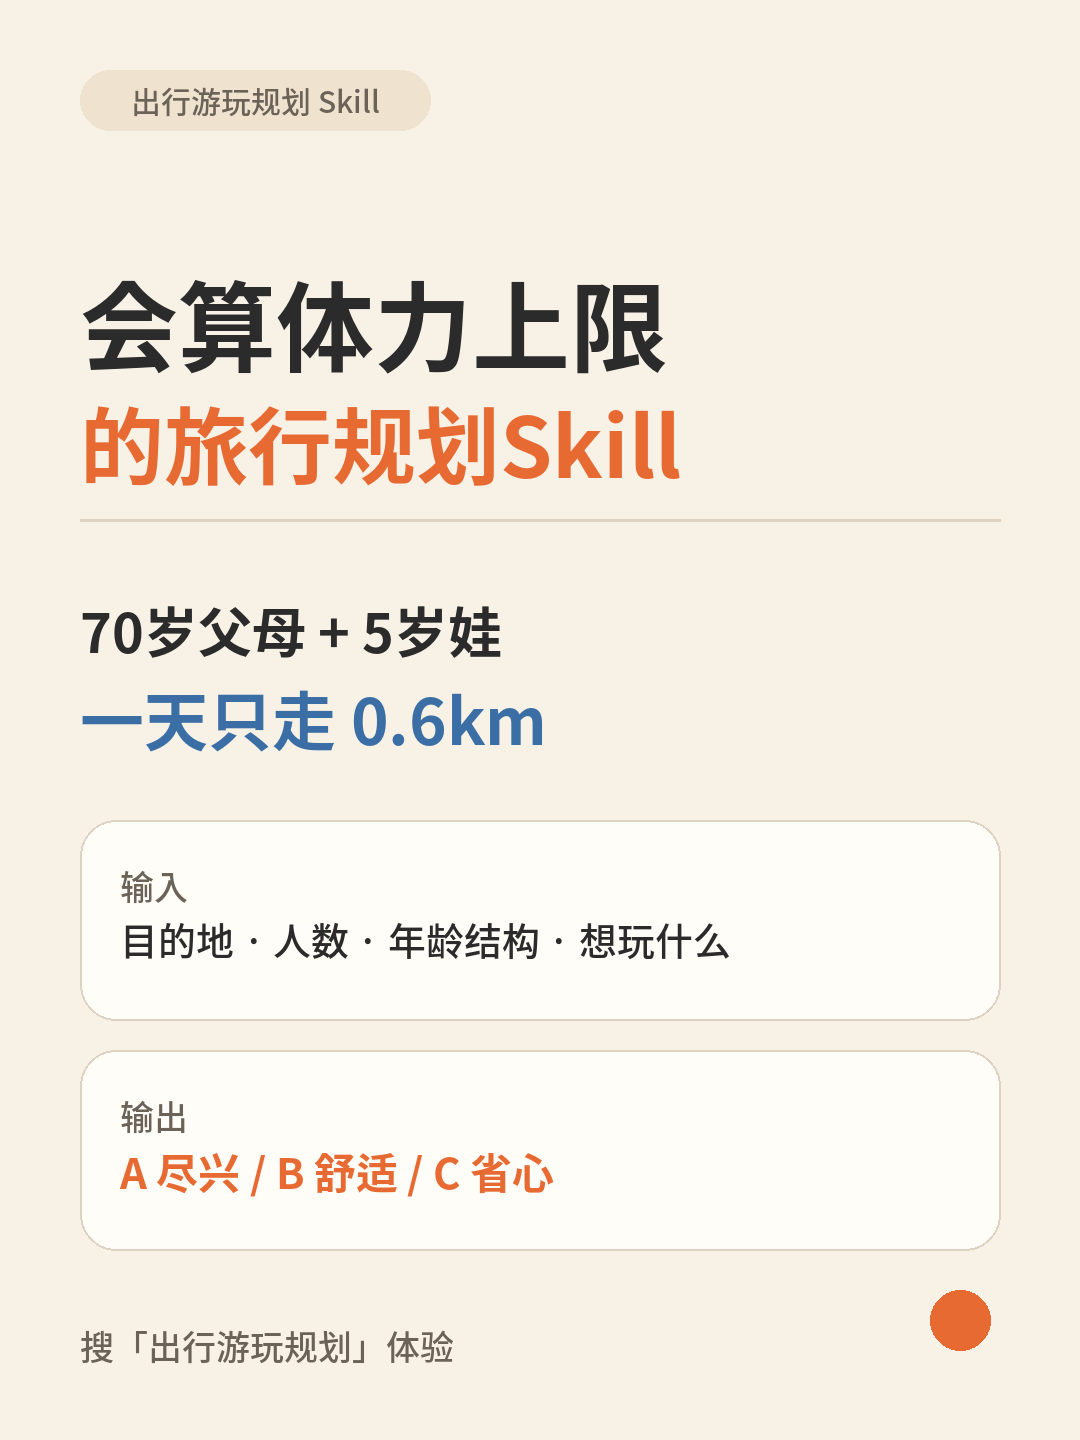 出行游玩规划 Skill
会算体力上限
的旅行规划Skill
70岁父母 + 5岁娃
一天只走 0.6km
输入
目的地 · 人数 · 年龄结构 · 想玩什么
输出
A 尽兴 / B 舒适 / C 省心
搜「出行游玩规划」体验